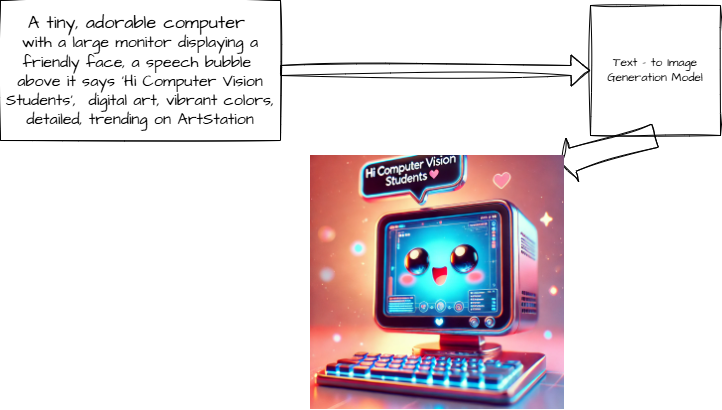 A tiny, adorable computer
with a large monitor displaying a
friendly face, a speech bubble
above it says 'Hi Computer Vision
Students', digital art, vibrant colors,
detailed, trending on ArtStation
Text - to Image
Generation Model
Hi Computer Vision
Students